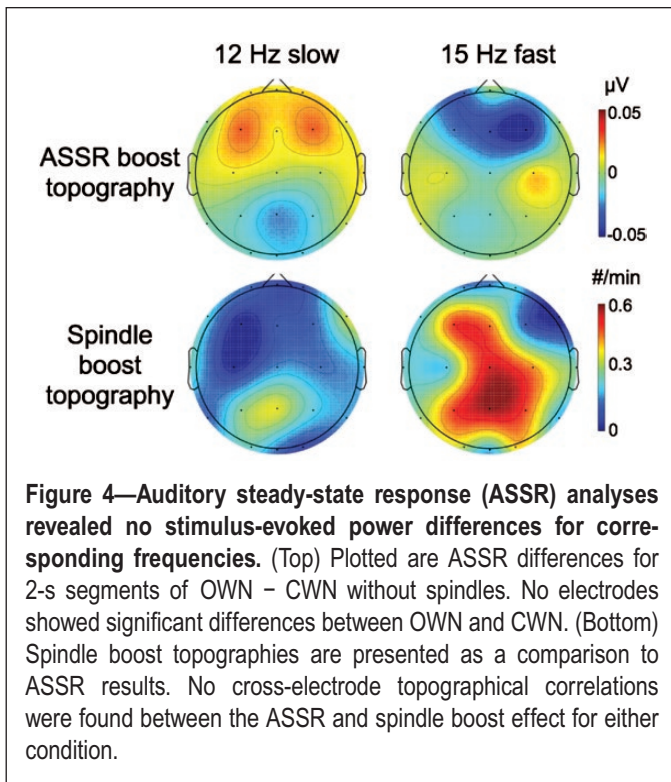 12 Hz slow 15 Hz fast
µV
0.05
ASSR boost
topography
0
-0.05
#/min
0.6
Spindle
boost
topography
0.3
0
Figure 4—Auditory steady-state response (ASSR) analyses
revealed no stimulus-evoked power differences for corre-
sponding frequencies. (Top) Plotted are ASSR differences for
2-s segments of OWN − CWN without spindles. No electrodes
showed significant differences between OWN and CWN. (Bottom)
Spindle boost topographies are presented as a comparison to
ASSR results. No cross-electrode topographical correlations
were found between the ASSR and spindle boost effect for either
condition.